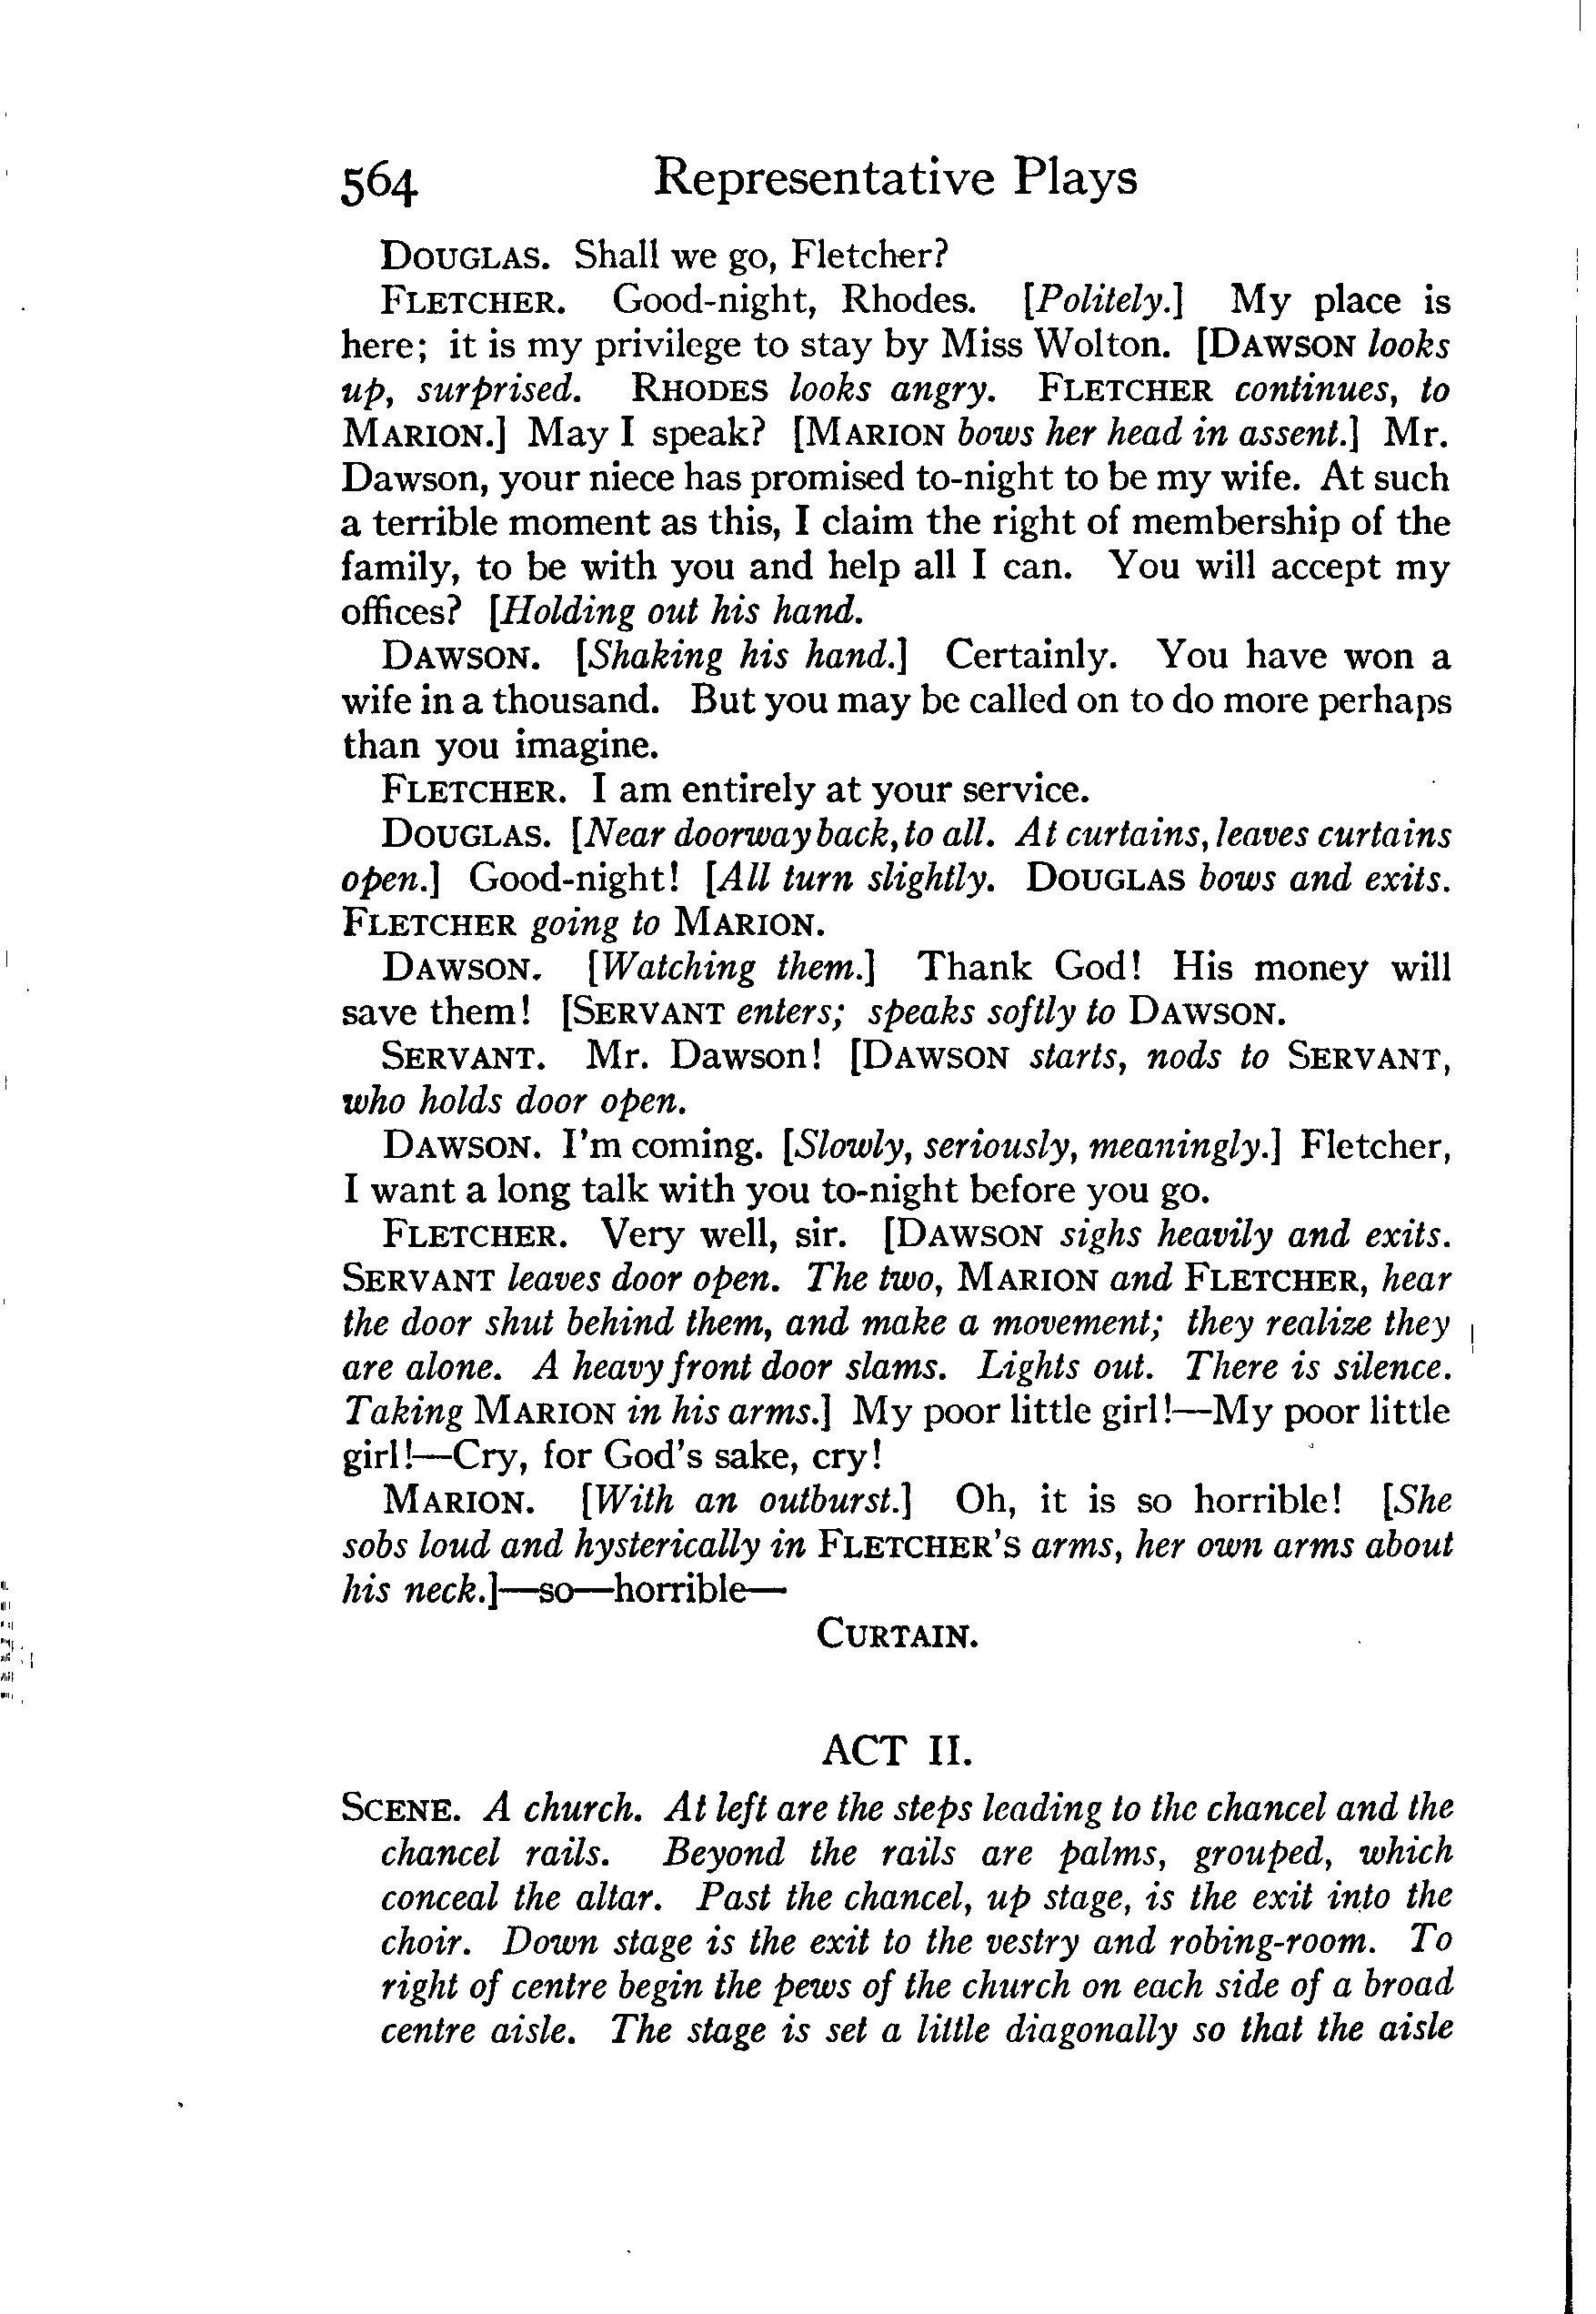 564 Representative Plays
DOUGLAS. Shall we go, Fletcher?
FLETCHER. Good-night, Rhodes. [Politely.] My place is
here; it is my privilege to stay by Miss Wolton. [DAWSON looks
up, surprised. RHODES looks angry. FLETCHER continues, to
MARION.] May I speak? [MARION bows her head in assent.] Mr.
Dawson, your niece has promised to-night to be my wife. At such
a terrible moment as this, I claim the right of membership of the
family, to be with you and help all I can. You will accept my
offices? [Holding out his hand.
DAWSON. [Shaking his hand.] Certainly. You have won a
wife in a thousand. But you may be called on to do more perhaps
than you imagine.
FLETCHER. I am entirely at your service.
DOUGLAS. [Near doorway back, to all. At curtains, leaves curtains
open.] Good-night! [All turn slightly. DOUGLAS bows and exits.
FLETCHER going to MARION.
DAWSON. [Watching them.] Thank God! His money will
save them! [SERVANT enters; speaks softly to DAWSON.
SERVANT. Mr. Dawson! [DAWSON starts, nods to SERVANT,
who holds door open.
DAWSON. I'm coming. [Slowly, seriously, meaningly.] Fletcher,
I want a long talk with you to-night before you go.
FLETCHER. Very well, sir. [DAWSON sighs heavily and exits.
SERVANT leaves door open. The two, MARION and FLETCHER, hear
the door shut behind them, and make a movement; they realize they
are alone. A heavy front door slams. Lights out. There is silence.
Taking MARION in his arms.] My poor little girl!—My poor little
girl!—Cry, for God's sake, cry!
MARION. [With an outburst.] Oh, it is so horrible! [She
sobs loud and hysterically in FLETCHER'S arms, her own arms about
his neck.]—so—horrible—
CURTAIN.
ACT II.
SCENE. A church. At left are the steps leading to the chancel and the
chancel rails. Beyond the rails are palms, grouped, which
conceal the altar. Past the chancel, up stage, is the exit into the
choir. Down stage is the exit to the vestry and robing-room. To
right of centre begin the pews of the church on each side of a broad
centre aisle. The stage is set a little diagonally so that the aisle